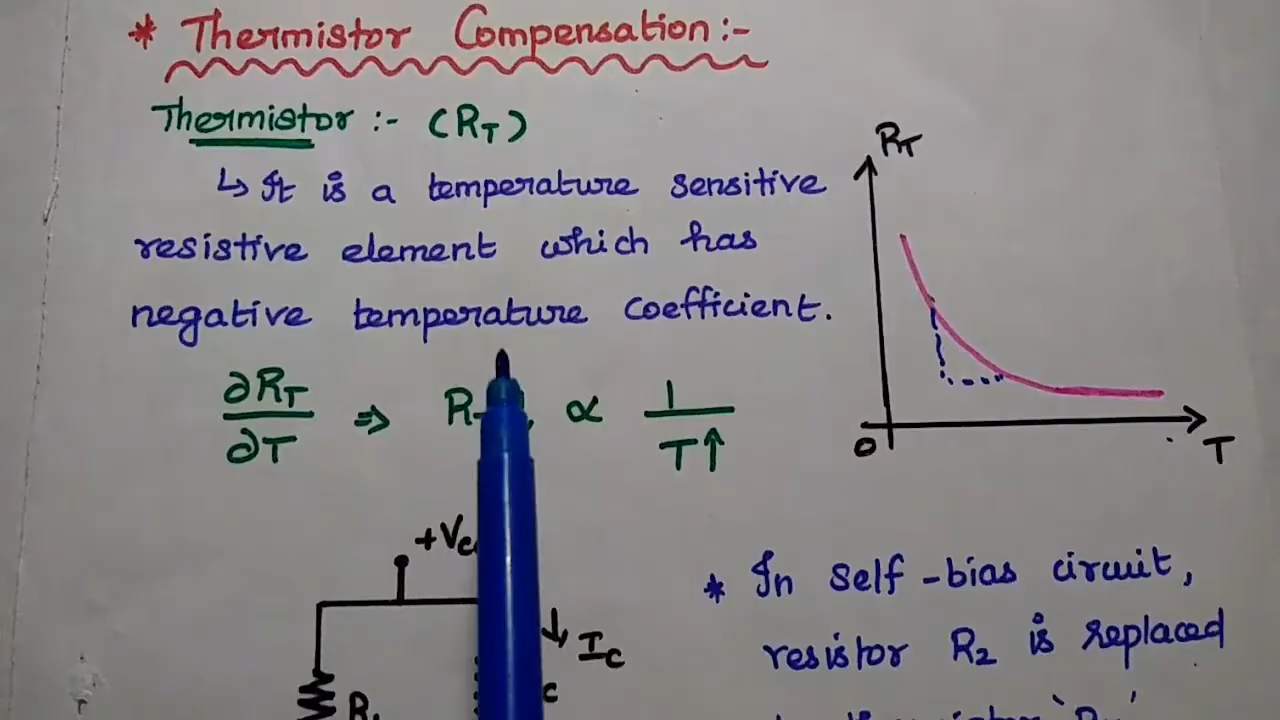 * Thermistor Compensation:-
Thermistor :- (RT)
↳ It is a temperature sensitive
resistive element which has
negative temperature coefficient.
∂RT/∂T ⇒ R ∝ 1/T↑
RT
0
T
+Vc
↓ Ic
R1
c
* In self-bias circuit,
resistor R2 is replaced